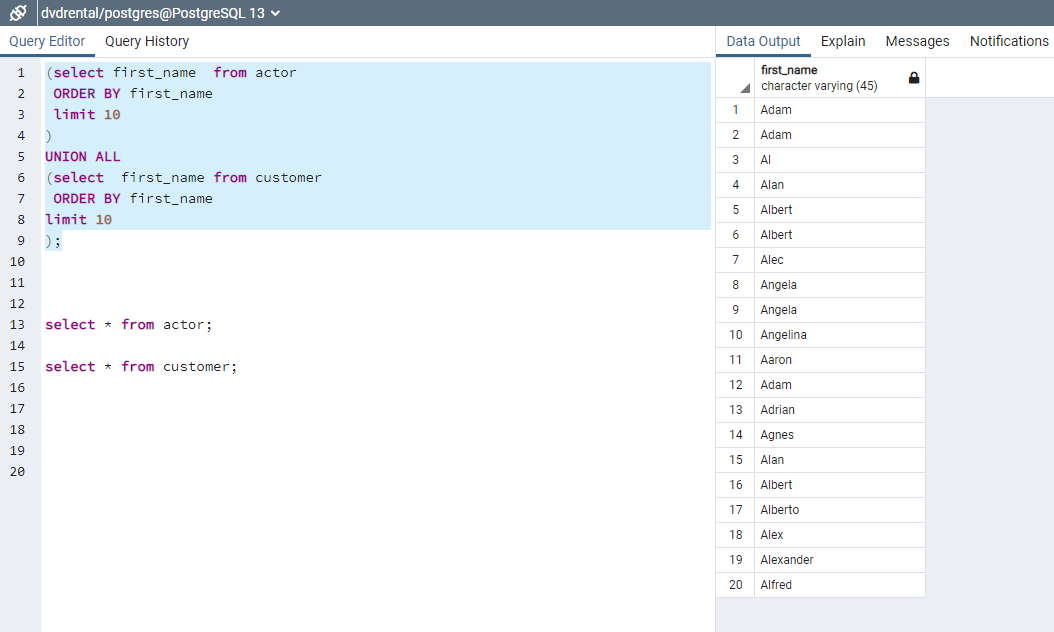 dvdrental/postgres@PostgreSQL 13
Query Editor Query History
1 (select first_name  from actor
2 ORDER BY first_name
3 limit 10
4 )
5 UNION ALL
6 (select  first_name from customer
7 ORDER BY first_name
8 limit 10
9 );
10
11
12
13 select * from actor;
14
15 select * from customer;
16
17
18
19
20
Data Output Explain Messages Notifications
first_name
character varying (45)
1 Adam
2 Adam
3 Al
4 Alan
5 Albert
6 Albert
7 Alec
8 Angela
9 Angela
10 Angelina
11 Aaron
12 Adam
13 Adrian
14 Agnes
15 Alan
16 Albert
17 Alberto
18 Alex
19 Alexander
20 Alfred